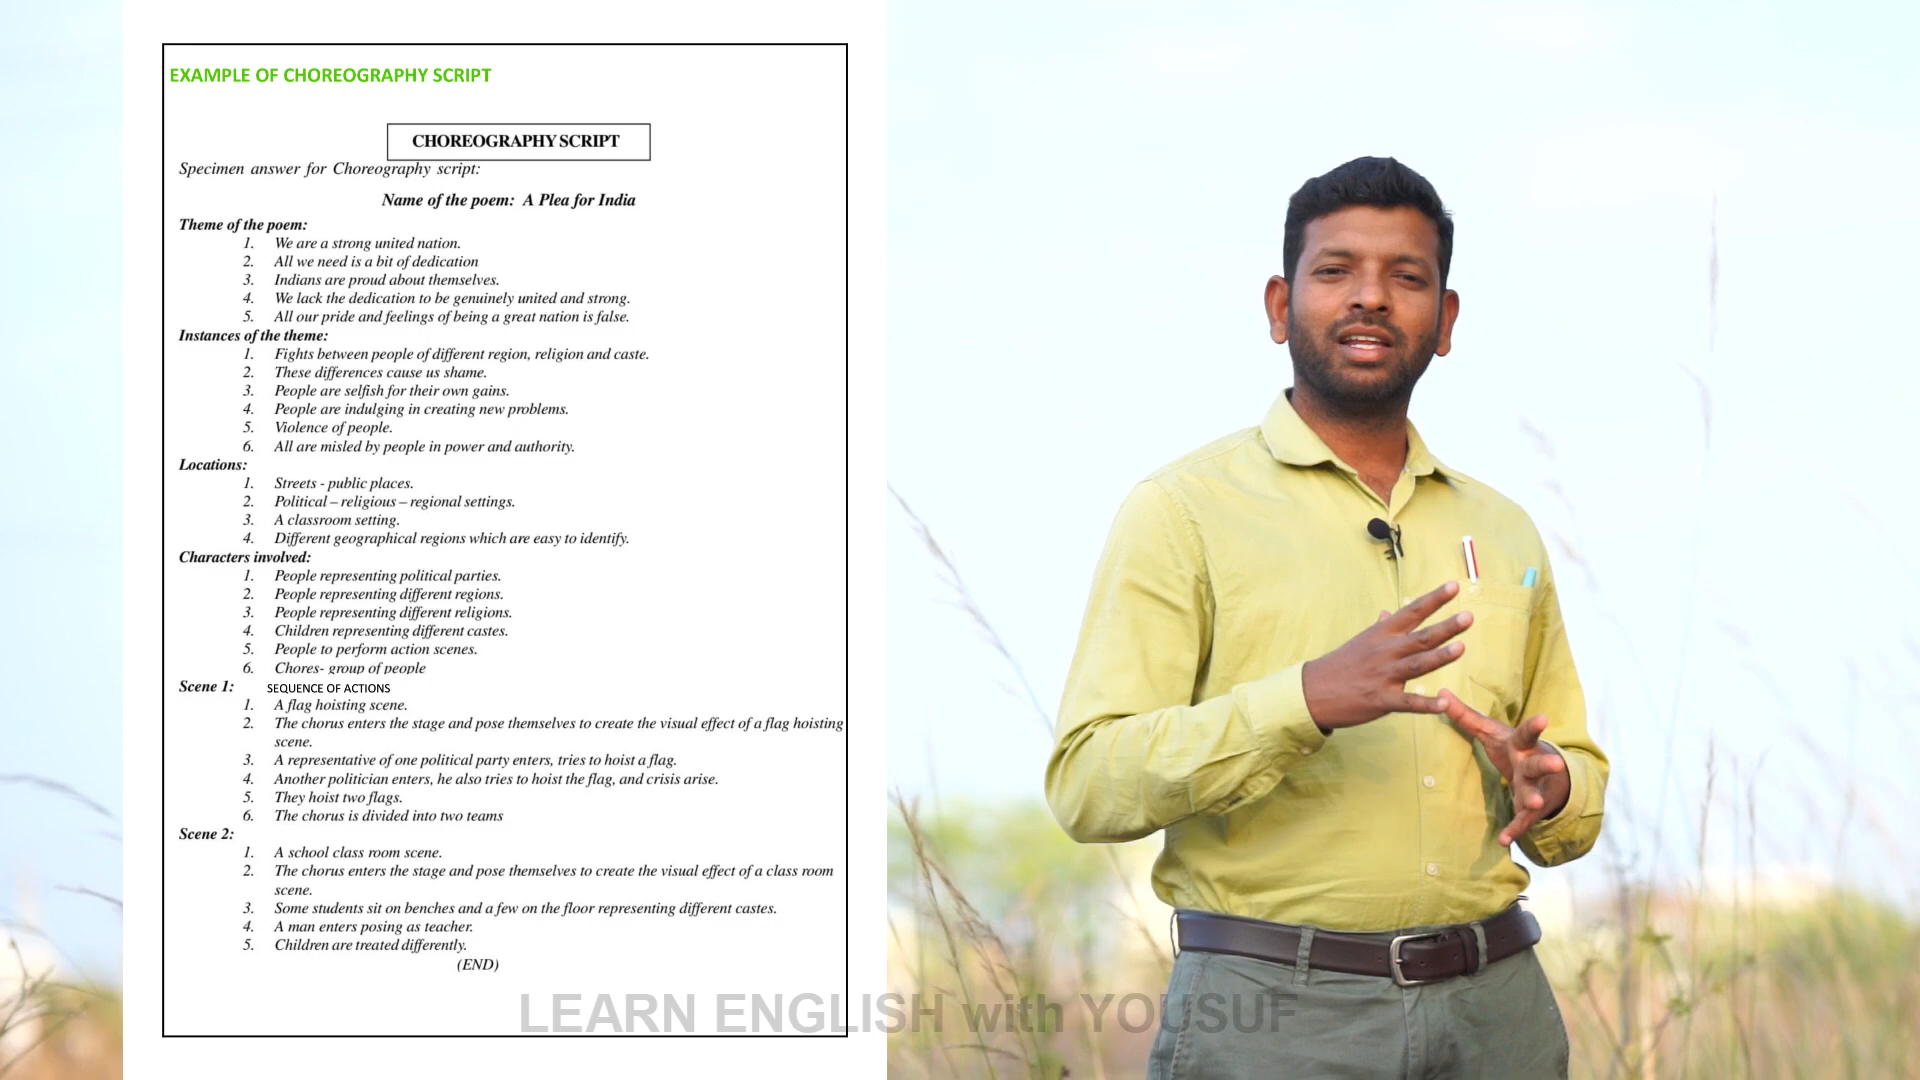 EXAMPLE OF CHOREOGRAPHY SCRIPT
CHOREOGRAPHY SCRIPT
Specimen answer for Choreography script:
Name of the poem: A Plea for India
Theme of the poem:
1. We are a strong united nation.
2. All we need is a bit of dedication
3. Indians are proud about themselves.
4. We lack the dedication to be genuinely united and strong.
5. All our pride and feelings of being a great nation is false.
Instances of the theme:
1. Fights between people of different region, religion and caste.
2. These differences cause us shame.
3. People are selfish for their own gains.
4. People are indulging in creating new problems.
5. Violence of people.
6. All are misled by people in power and authority.
Locations:
1. Streets - public places.
2. Political – religious – regional settings.
3. A classroom setting.
4. Different geographical regions which are easy to identify.
Characters involved:
1. People representing political parties.
2. People representing different regions.
3. People representing different religions.
4. Children representing different castes.
5. People to perform action scenes.
6. Chores- group of people
Scene 1: SEQUENCE OF ACTIONS
1. A flag hoisting scene.
2. The chorus enters the stage and pose themselves to create the visual effect of a flag hoisting
scene.
3. A representative of one political party enters, tries to hoist a flag.
4. Another politician enters, he also tries to hoist the flag, and crisis arise.
5. They hoist two flags.
6. The chorus is divided into two teams
Scene 2:
1. A school class room scene.
2. The chorus enters the stage and pose themselves to create the visual effect of a class room
scene.
3. Some students sit on benches and a few on the floor representing different castes.
4. A man enters posing as teacher.
5. Children are treated differently.
(END)
LEARN ENGLISH with YOUSUF